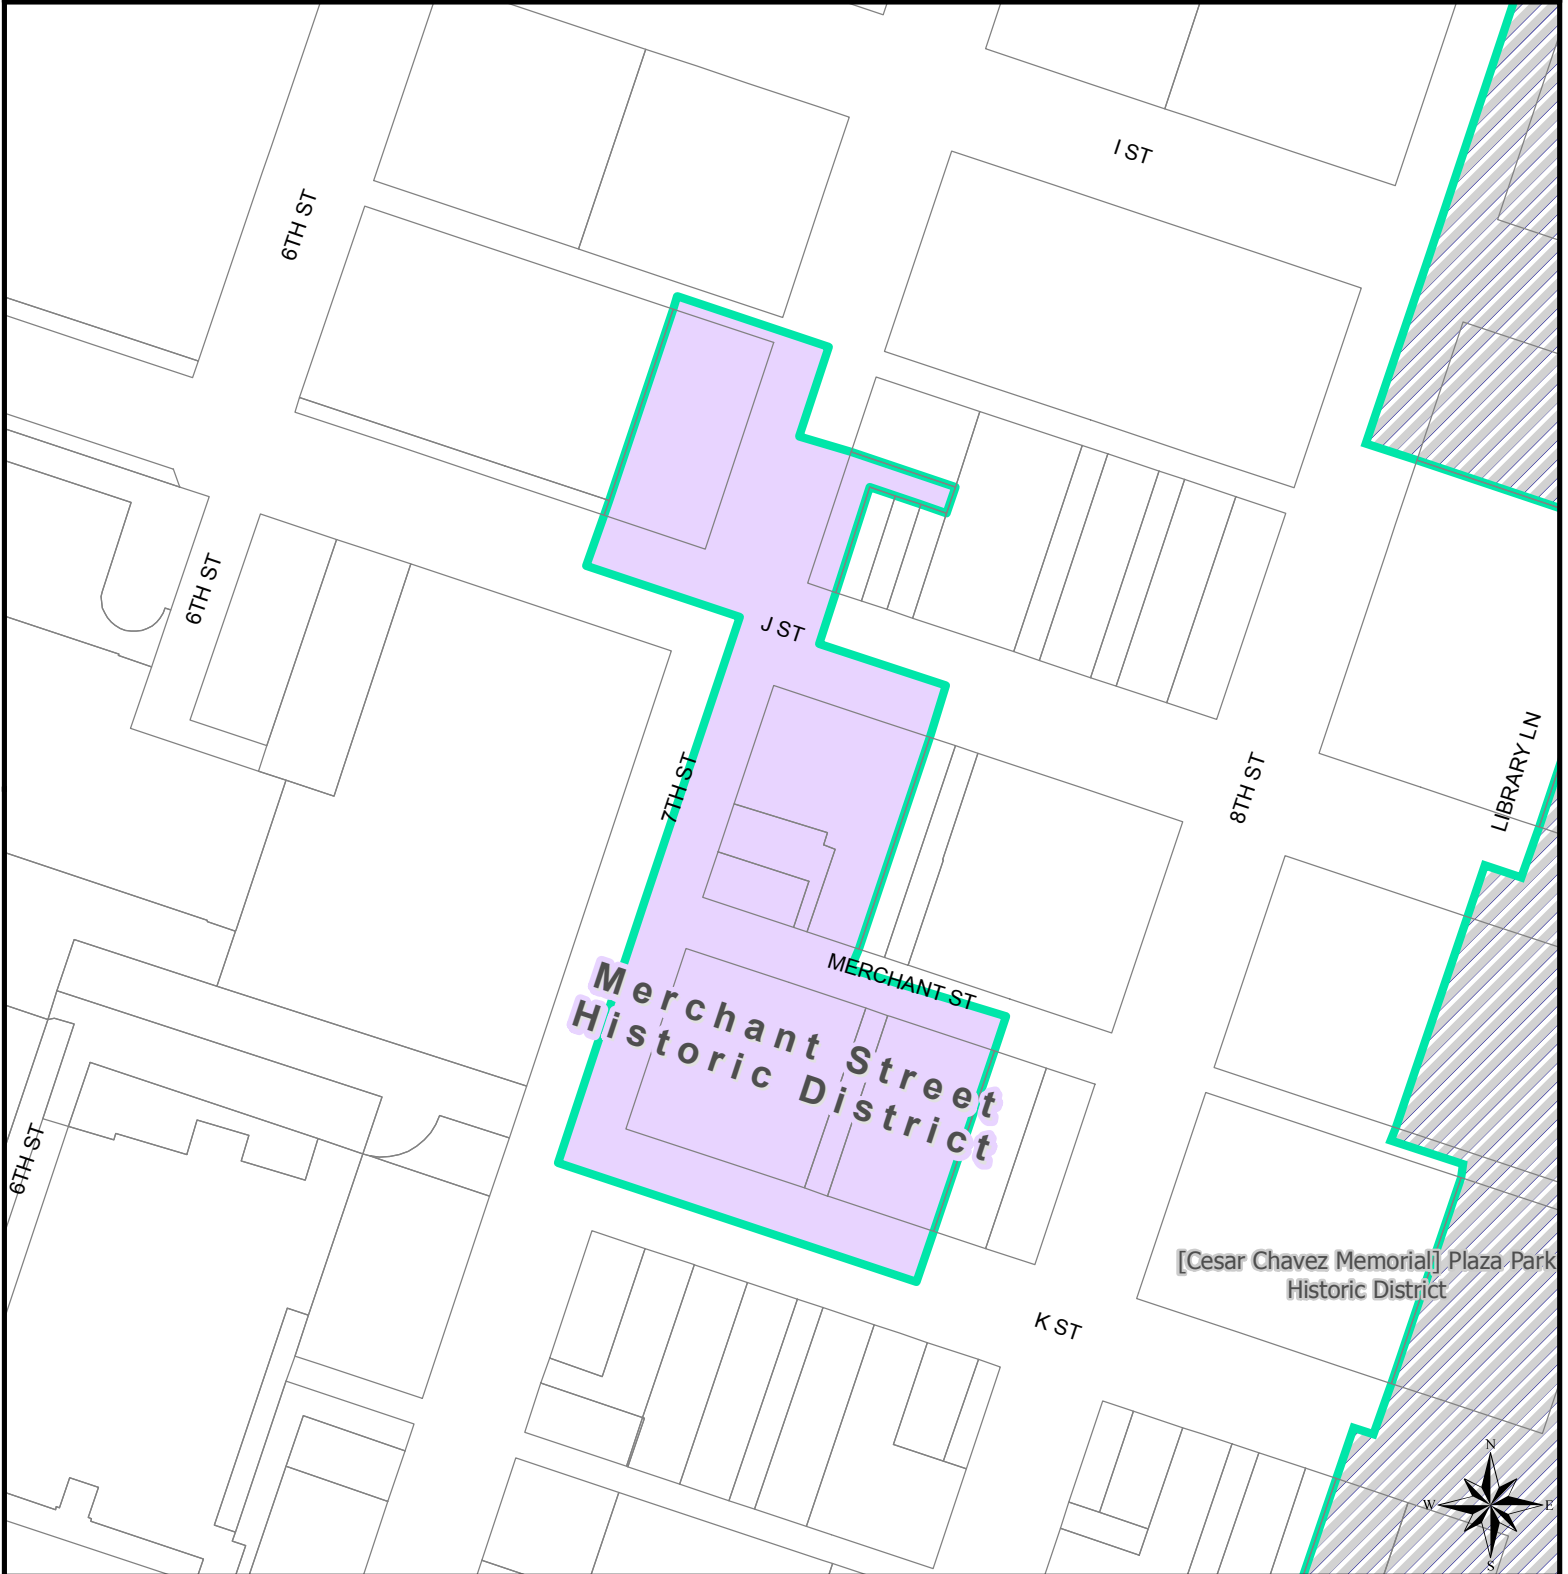 I ST
6TH ST
6TH ST
J ST
7TH ST
8TH ST
LIBRARY LN
MERCHANT ST
Merchant Street
Historic District
6TH ST
[Cesar Chavez Memorial] Plaza Park
Historic District
K ST
N
W
E
S